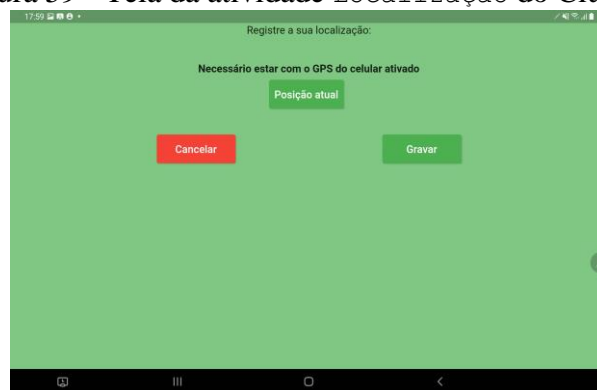 Tela da atividade Localização do
17:59
Registre a sua localização:
Necessário estar com o GPS do celular ativado
Posição atual
Cancelar
Gravar